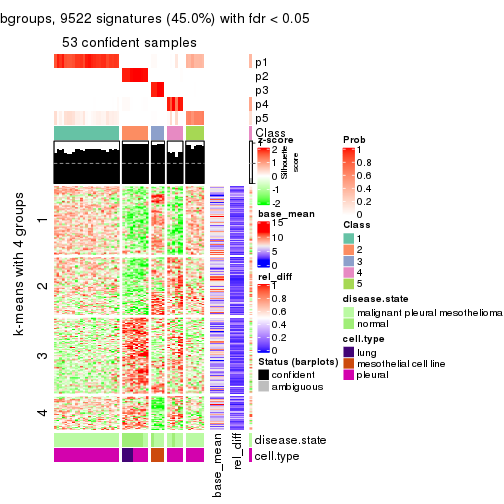 bgroups, 9522 signatures (45.0%) with fdr < 0.05
53 confident samples
p1
p2
p3
p4
p5
Class
k-means with 4 groups
1
2
3
4
z-score
2
1
0
-1
-2
Silhouette
score
1
base_mean
15
10
5
0
rel_diff
1
0.8
0.6
0.4
0.2
0
Status (barplots)
confident
ambiguous
Prob
1
0.8
0.6
0.4
0.2
0
Class
1
2
3
4
5
disease.state
malignant pleural mesothelioma
normal
cell.type
lung
mesothelial cell line
pleural
disease.state
cell.type
base_mean
rel_diff